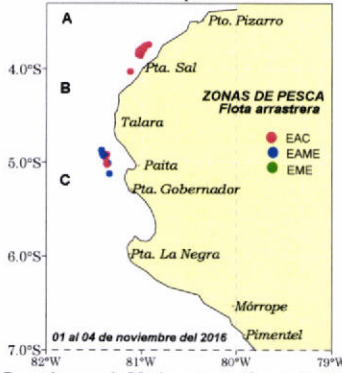 A
Pto. Pizarro
4.0°S
Pta. Sal
B
ZONAS DE PESCA
Flota arrastrera
EAC
EAME
EME
Talara
5.0°S
Paita
C
Pta. Gobernador
6.0°S
Pta. La Negra
Mórrope
01 al 04 de noviembre del 2016
Pimentel
7.0°S
82°W 81°W 80°W 79°W